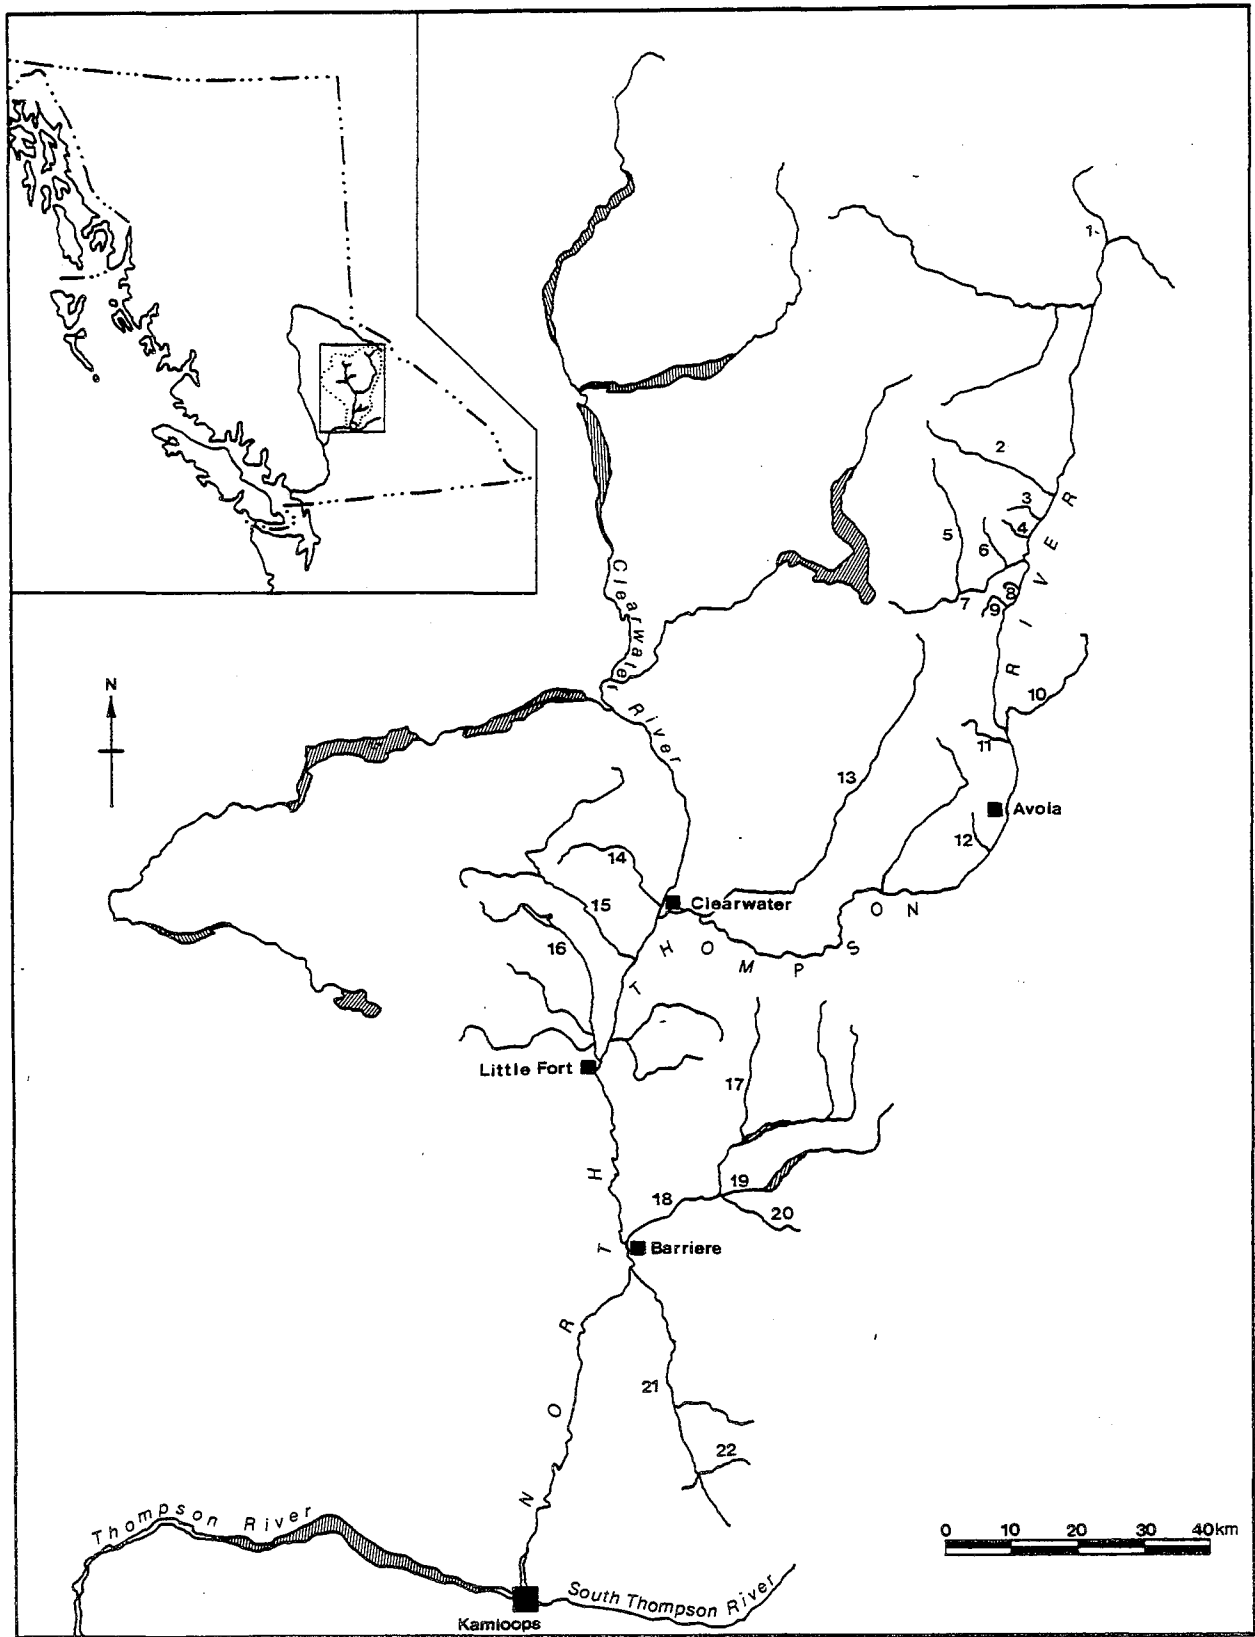 1
2
3
R
4
5
6
E
V
8
7
9
I
Clearwater River
R
N
10
11
13
Avola
12
14
Clearwater
15
O N
16
H O M P S
T
Little Fort
17
H
19
18
20
T
Barriere
R
21
O
22
N
Thompson River
0 10 20 30 40km
South Thompson River
Kamloops